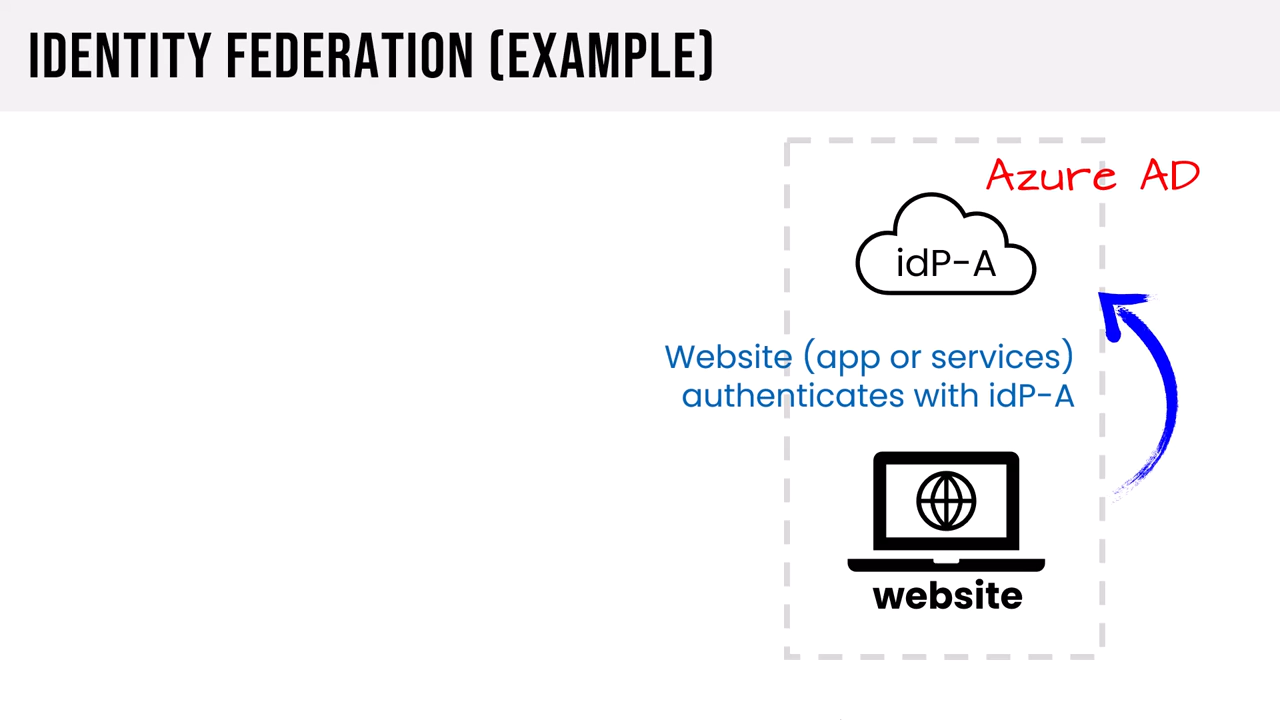 IDENTITY FEDERATION (EXAMPLE)
Azure AD
idP-A
Website (app or services)
authenticates with idP-A
website